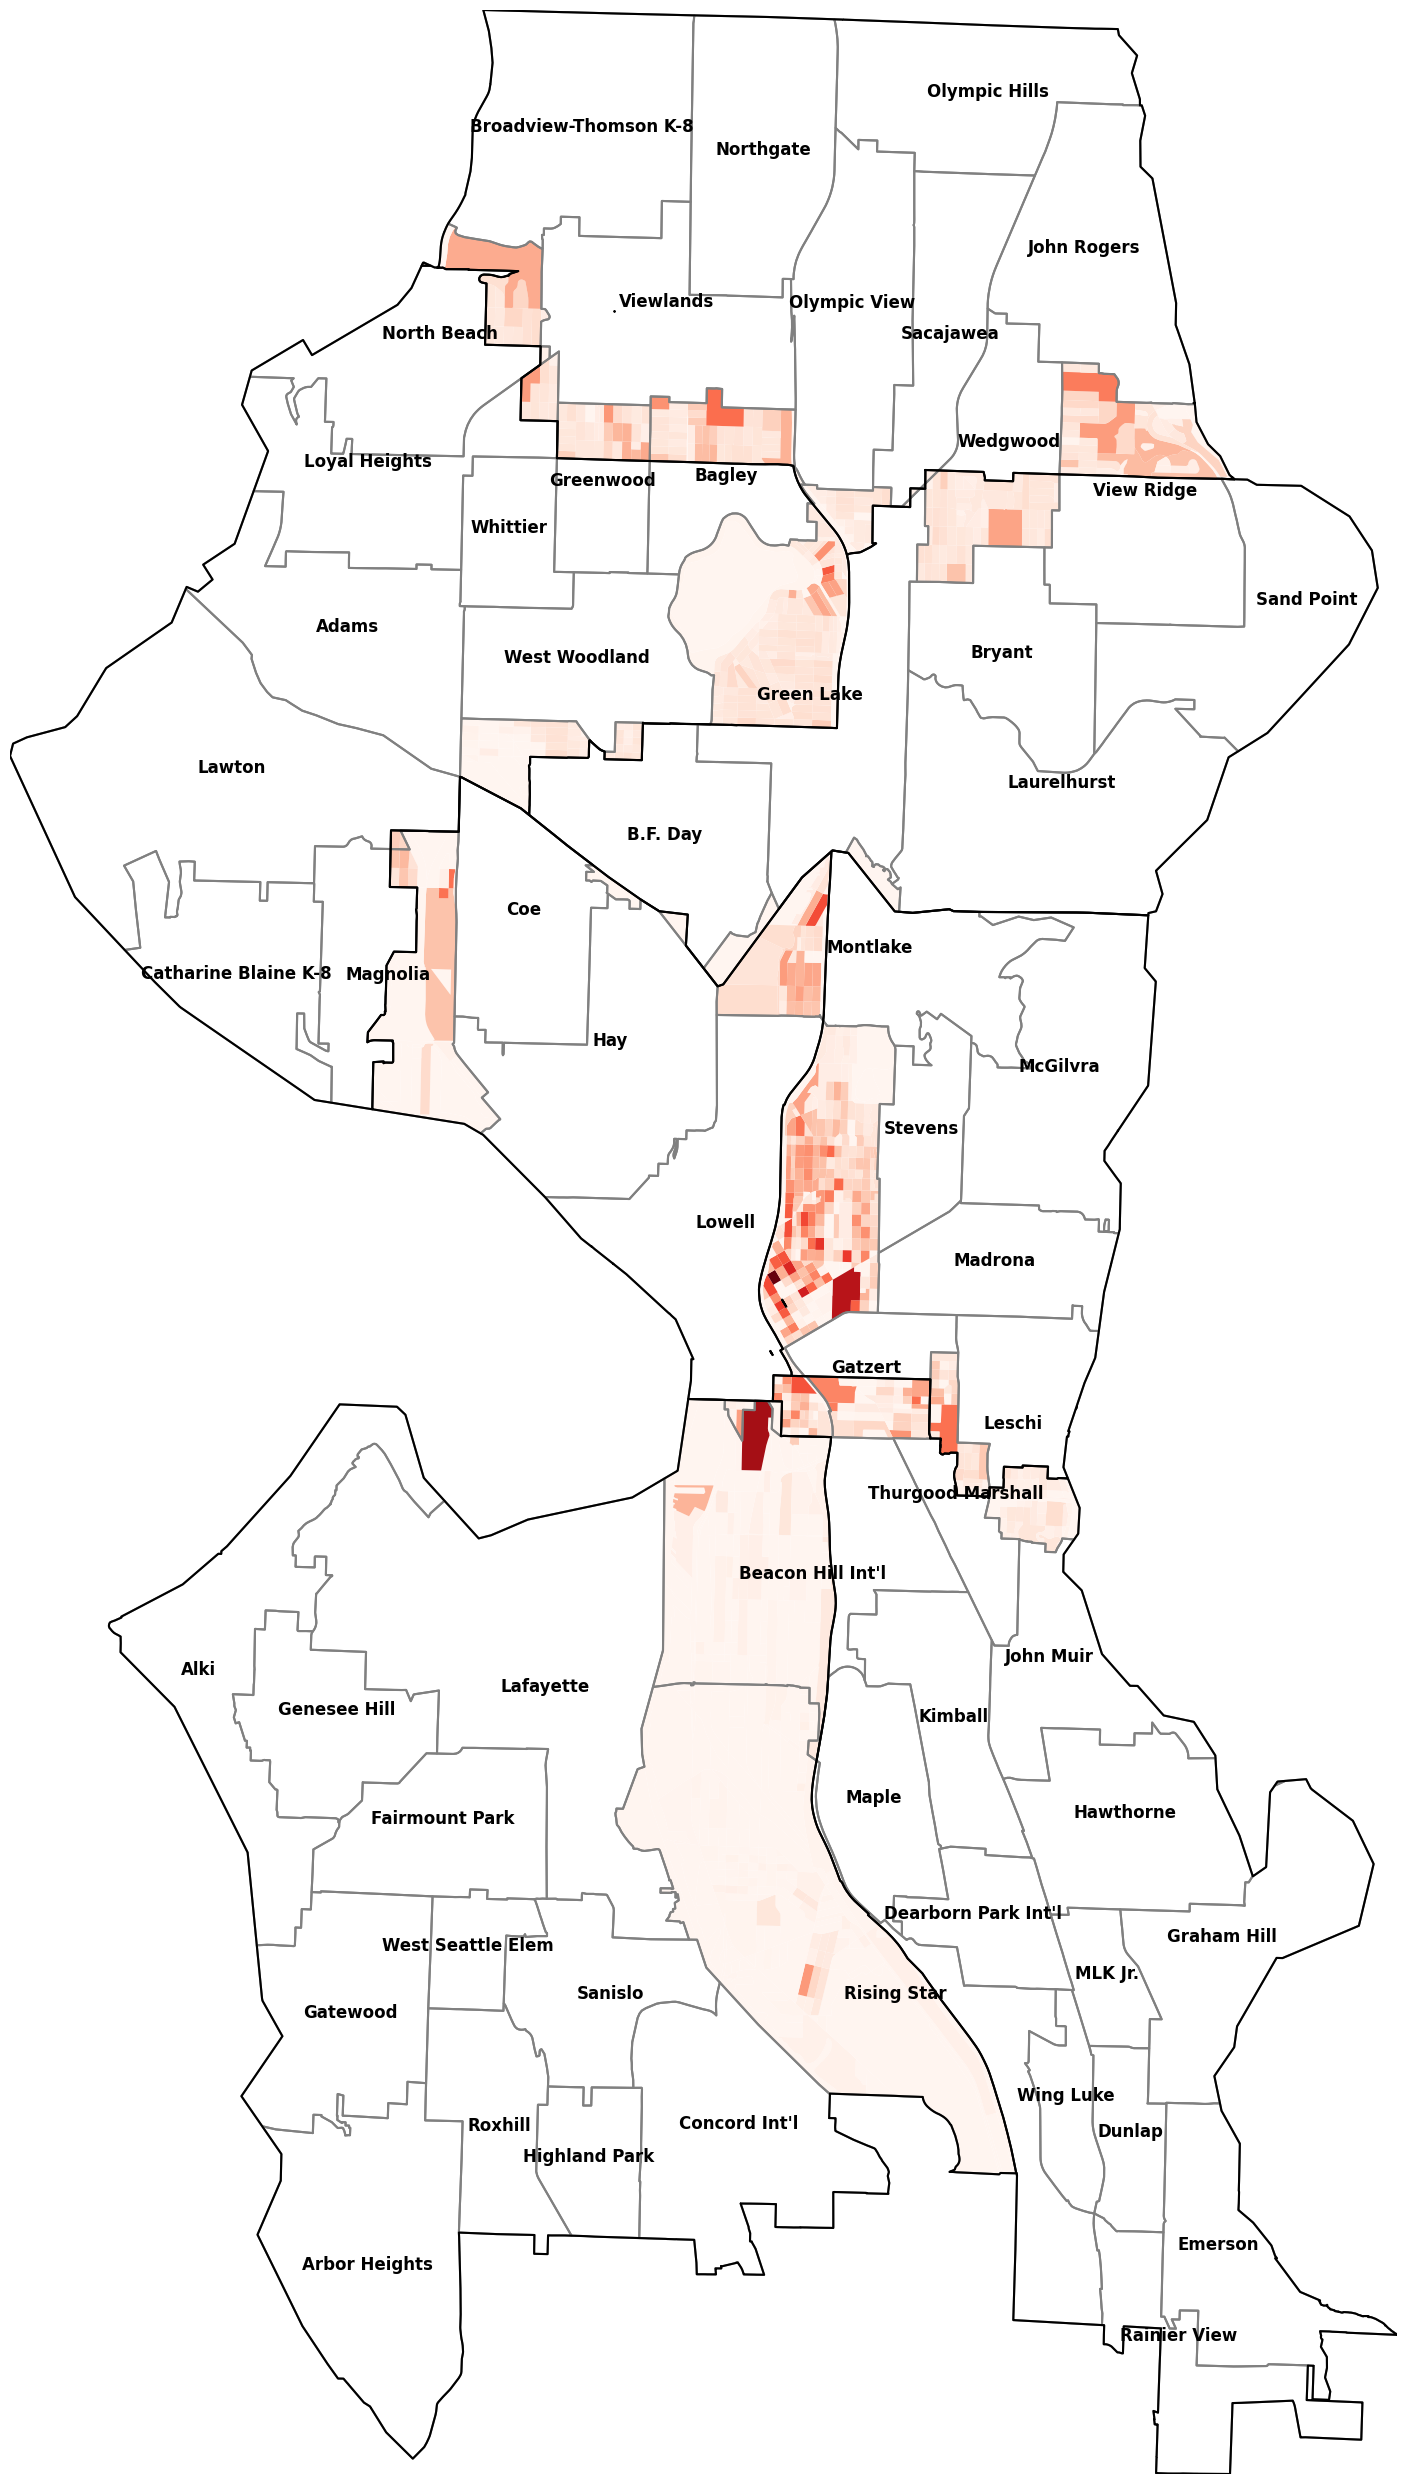 Olympic Hills
Broadview-Thomson K-8
Northgate
John Rogers
Viewlands
Olympic View
North Beach
Sacajawea
Wedgwood
Loyal Heights
Greenwood
Bagley
View Ridge
Whittier
Sand Point
Adams
Bryant
West Woodland
Green Lake
Lawton
Laurelhurst
B.F. Day
Coe
Montlake
Catharine Blaine K-8
Magnolia
Hay
McGilvra
Stevens
Lowell
Madrona
Gatzert
Leschi
Thurgood Marshall
Beacon Hill Int'l
John Muir
Alki
Lafayette
Genesee Hill
Kimball
Maple
Hawthorne
Fairmount Park
Dearborn Park Int'l
Graham Hill
West Seattle Elem
MLK Jr.
Sanislo
Rising Star
Gatewood
Wing Luke
Concord Int'l
Roxhill
Dunlap
Highland Park
Emerson
Arbor Heights
Rainier View